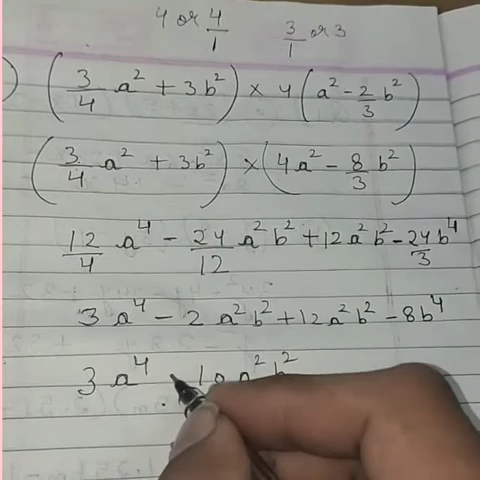 4 or 4/1    3/1 or 3
) (3/4 a² + 3b²) × 4 (a² - 2/3 b²)
(3/4 a² + 3b²) × (4a² - 8/3 b²)
12/4 a⁴ - 24/12 a²b² + 12a²b² - 24/3 b⁴
3a⁴ - 2a²b² + 12a²b² - 8b⁴
3a⁴ 10a²b²